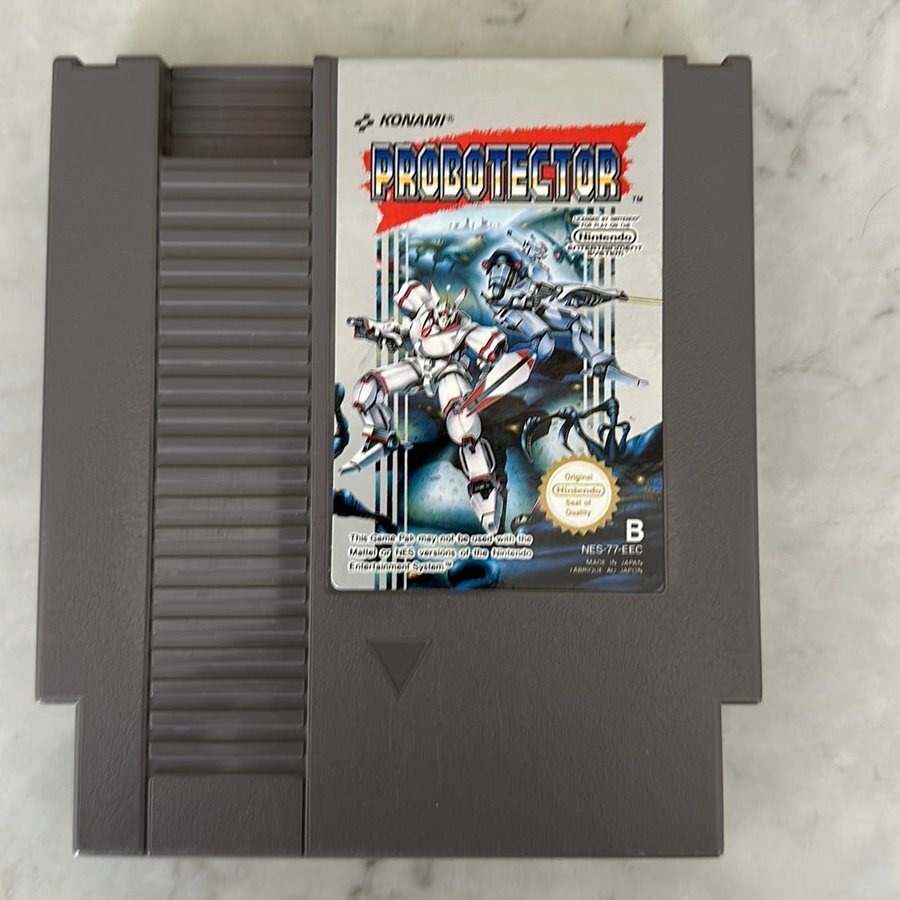 KONAMI®
PROBOTECTOR™
LICENSED BY NINTENDO®
FOR PLAY ON THE
Nintendo
ENTERTAINMENT
SYSTEM™
Original
Nintendo
Seal of
Quality
B
NES-77-EEC
MADE IN JAPAN
FABRIQUE AU JAPON
This Game Pak may not be used with the
Mattel or NES versions of the Nintendo
Entertainment System.™